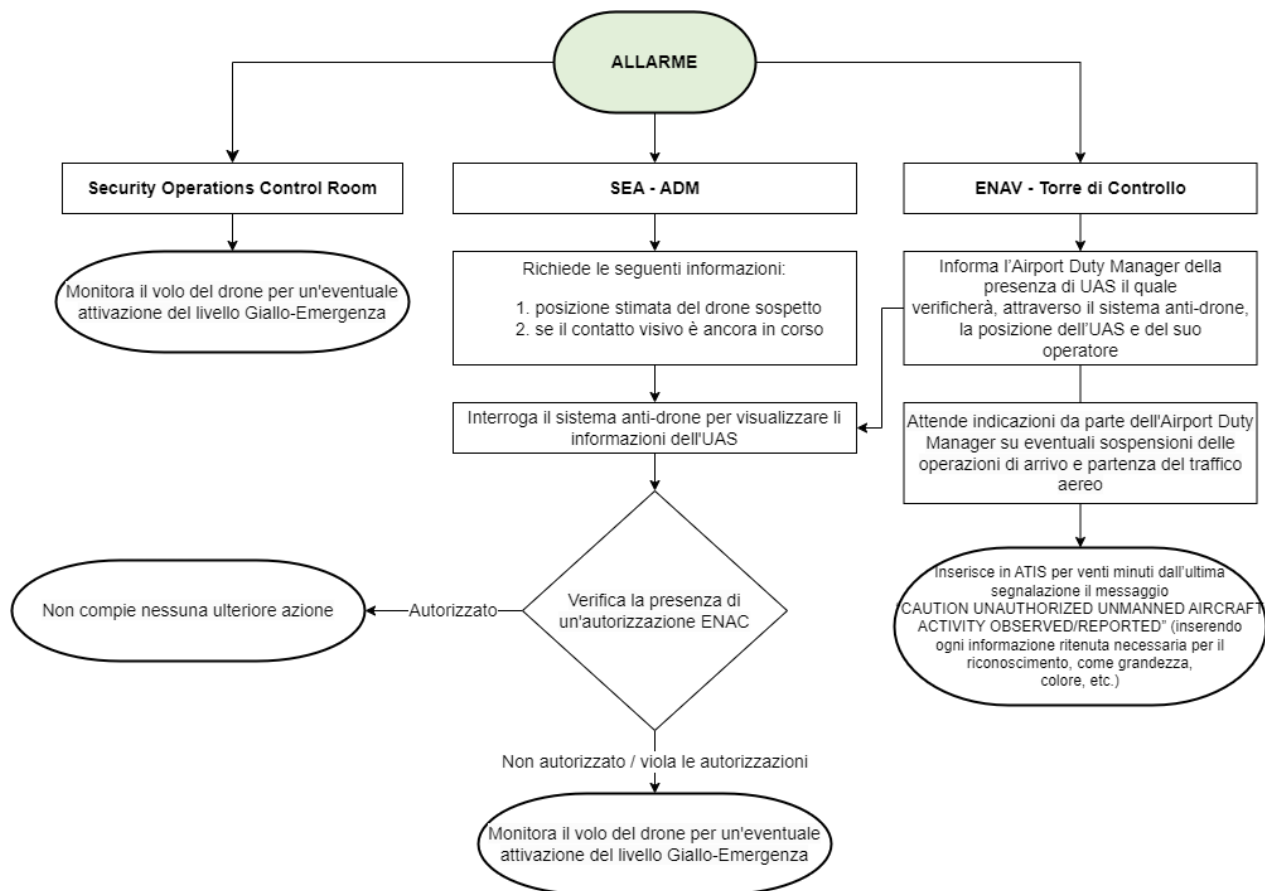 ALLARME
Security Operations Control Room
SEA - ADM
ENAV - Torre di Controllo
Monitora il volo del drone per un'eventuale
attivazione del livello Giallo-Emergenza
Richiede le seguenti informazioni:
1. posizione stimata del drone sospetto
2. se il contatto visivo è ancora in corso
Informa l'Airport Duty Manager della
presenza di UAS il quale
verificherà, attraverso il sistema anti-drone,
la posizione dell'UAS e del suo
operatore
Interroga il sistema anti-drone per visualizzare li
informazioni dell'UAS
Attende indicazioni da parte dell'Airport Duty
Manager su eventuali sospensioni delle
operazioni di arrivo e partenza del traffico
aereo
Non compie nessuna ulteriore azione
Autorizzato
Verifica la presenza di
un'autorizzazione ENAC
Inserisce in ATIS per venti minuti dall'ultima
segnalazione il messaggio
"CAUTION UNAUTHORIZED UNMANNED AIRCRAFT
ACTIVITY OBSERVED/REPORTED" (inserendo
ogni informazione ritenuta necessaria per il
riconoscimento, come grandezza,
colore, etc.)
Non autorizzato / viola le autorizzazioni
Monitora il volo del drone per un'eventuale
attivazione del livello Giallo-Emergenza